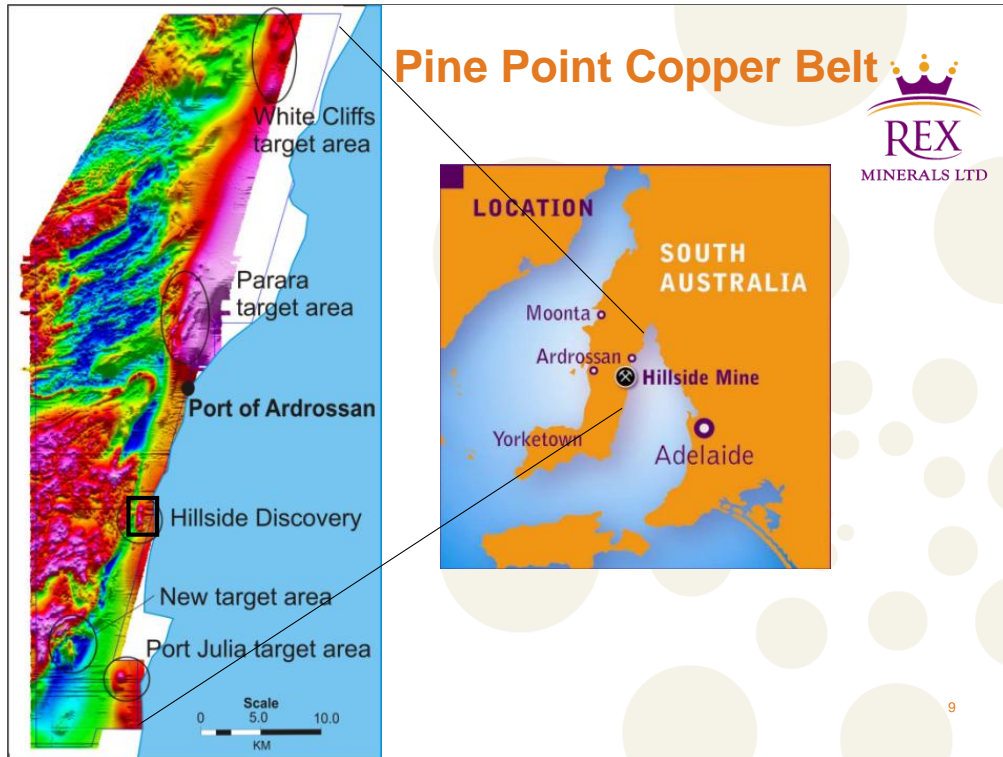 Pine Point Copper Belt
REX
MINERALS LTD
White Cliffs
target area
Parara
target area
Port of Ardrossan
Hillside Discovery
New target area
Port Julia target area
Scale
0 5.0 10.0
KM
LOCATION
SOUTH
AUSTRALIA
Moonta
Ardrossan
Hillside Mine
Yorketown
Adelaide
9